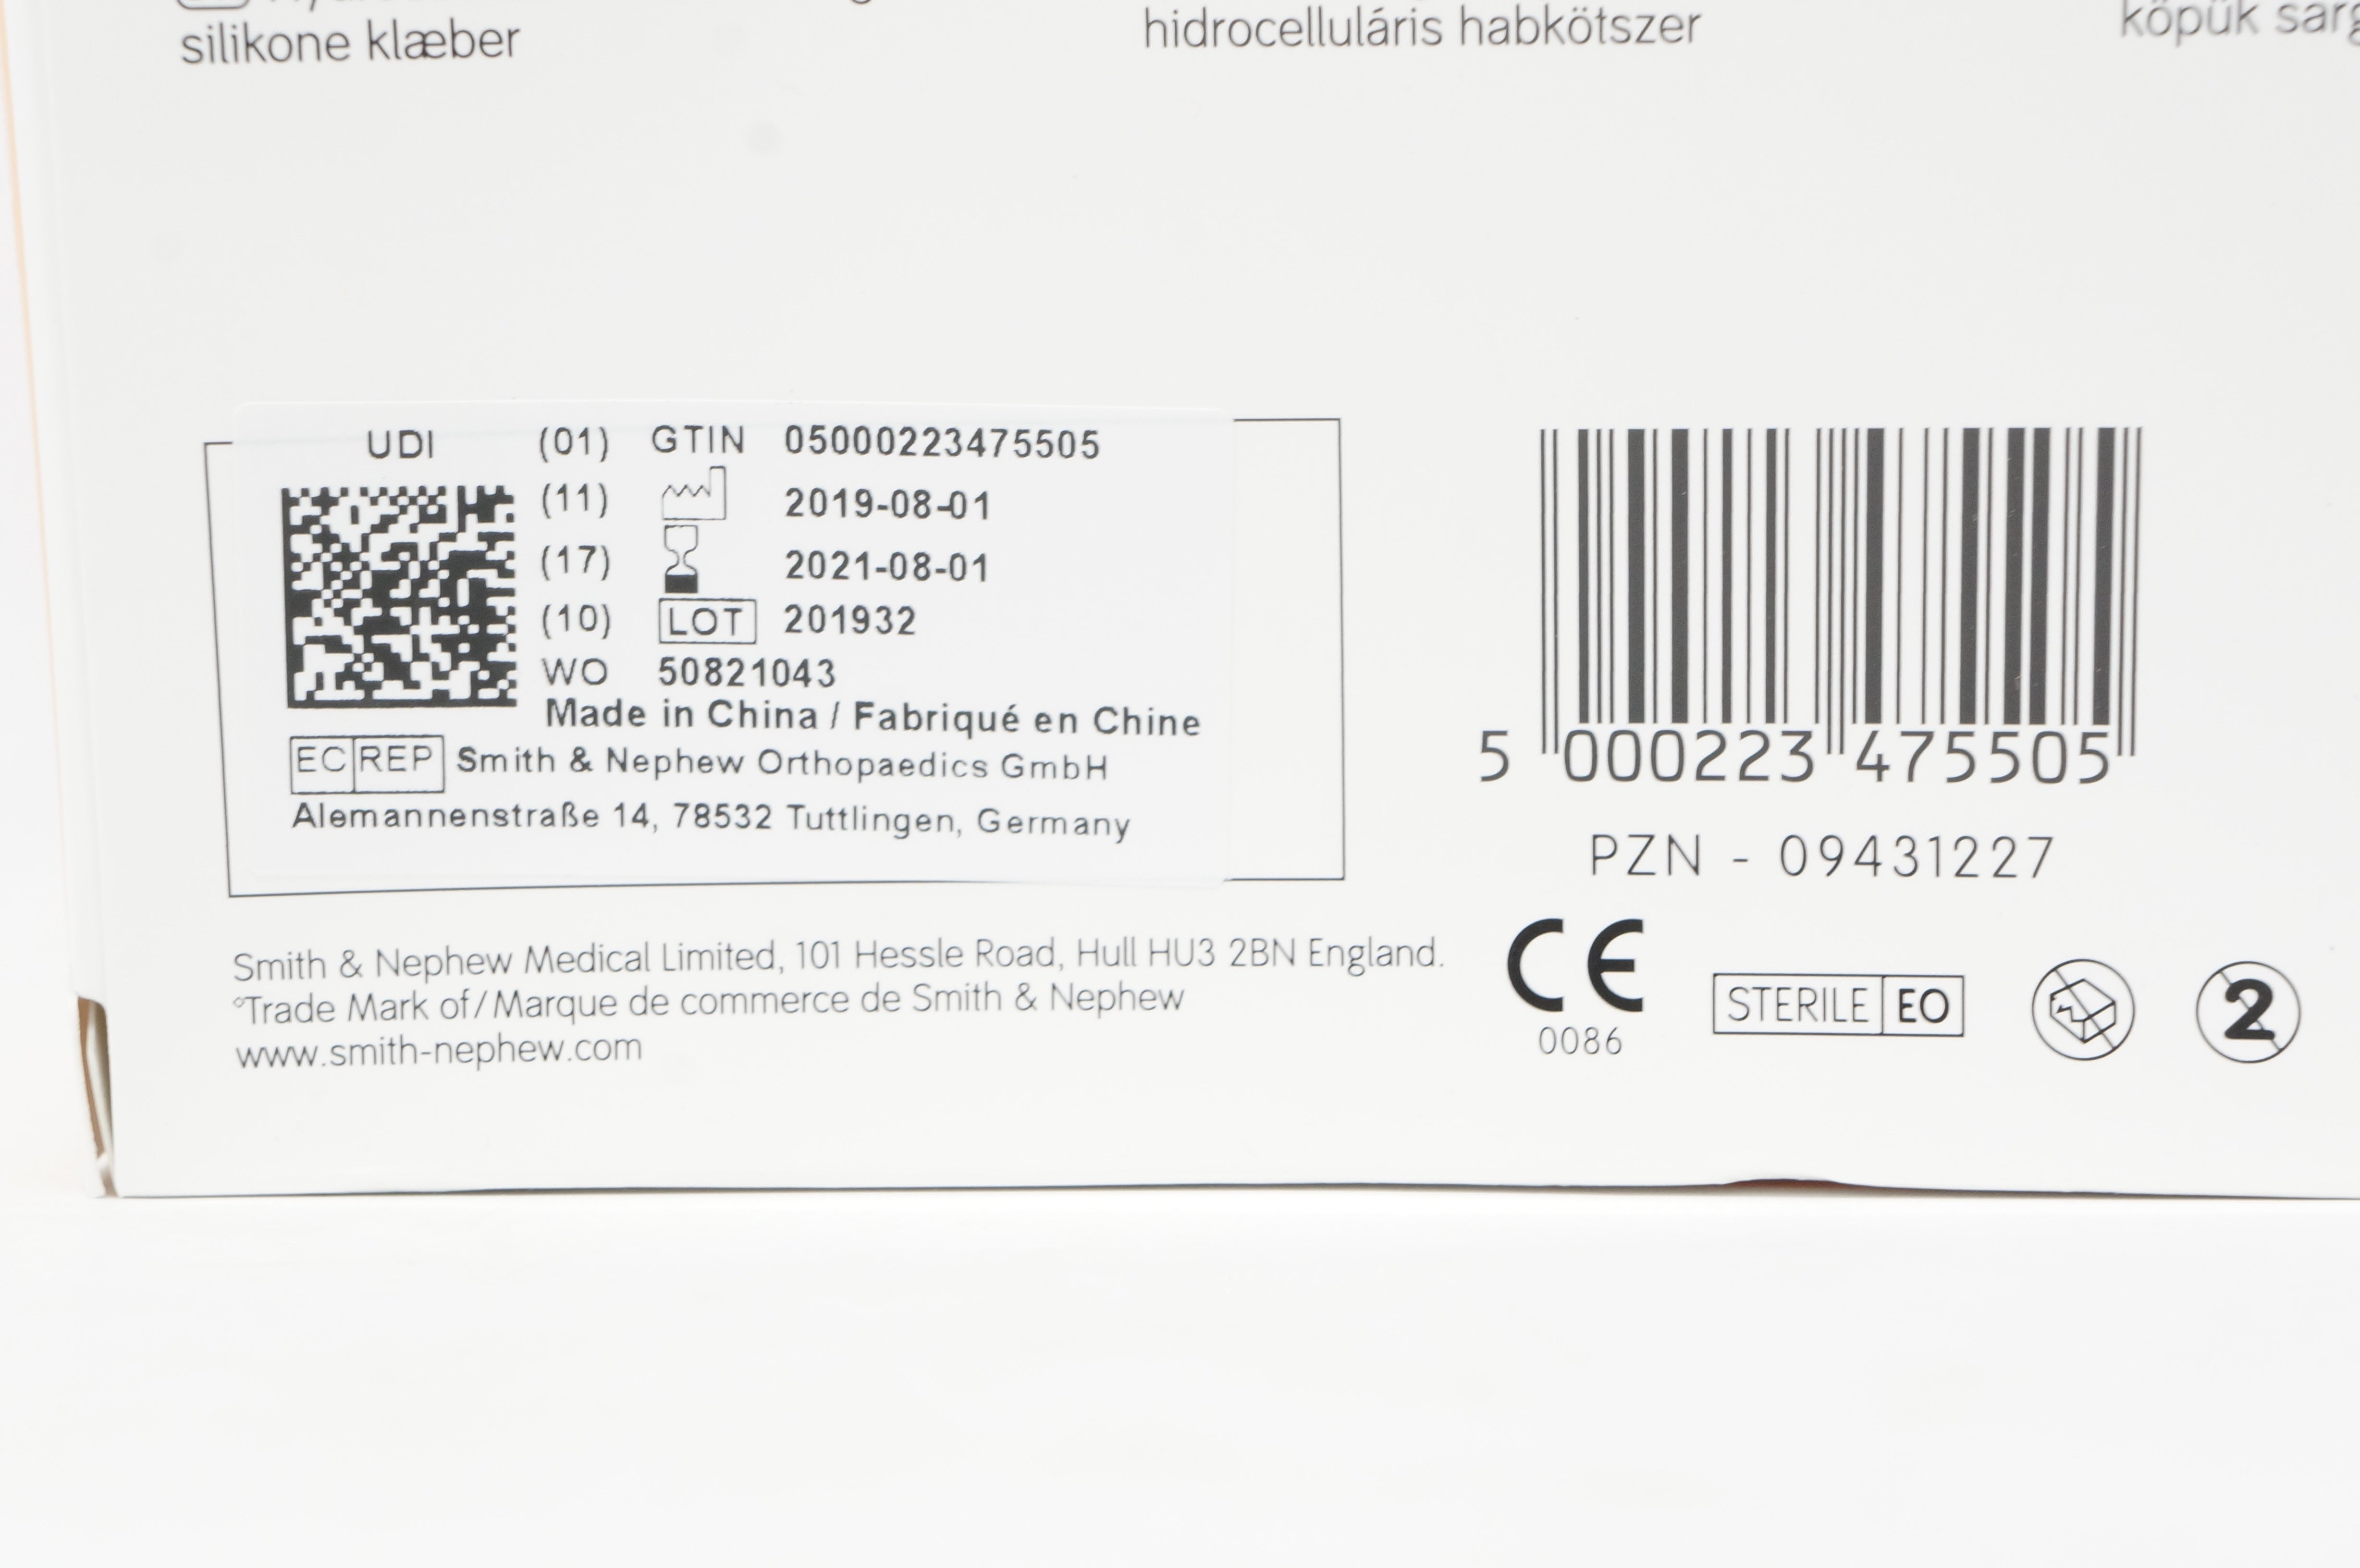 silikone klæber
hidrocelluláris habkötszer
köpük
UDI (01) GTIN 05000223475505
(11) 2019-08-01
(17) 2021-08-01
(10) LOT 201932
WO 50821043
Made in China / Fabriqué en Chine
EC REP Smith & Nephew Orthopaedics GmbH
Alemannenstraße 14, 78532 Tuttlingen, Germany
5 000223 475505
PZN - 09431227
Smith & Nephew Medical Limited, 101 Hessle Road, Hull HU3 2BN England.
°Trade Mark of/Marque de commerce de Smith & Nephew
www.smith-nephew.com
CE
0086
STERILE EO
2